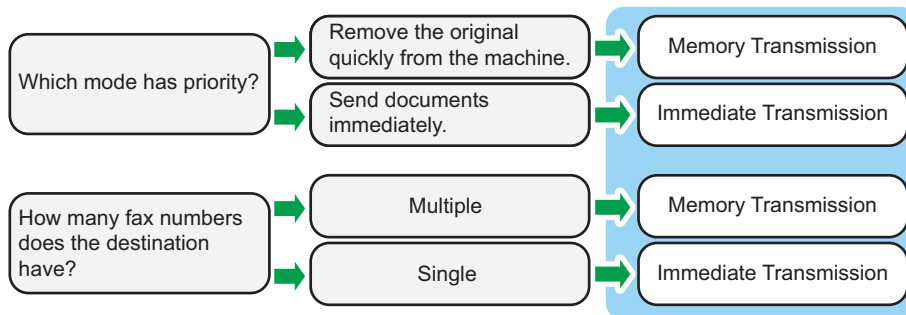 Which mode has priority?
Remove the original
quickly from the machine.
Memory Transmission
Send documents
immediately.
Immediate Transmission
How many fax numbers
does the destination
have?
Multiple
Memory Transmission
Single
Immediate Transmission